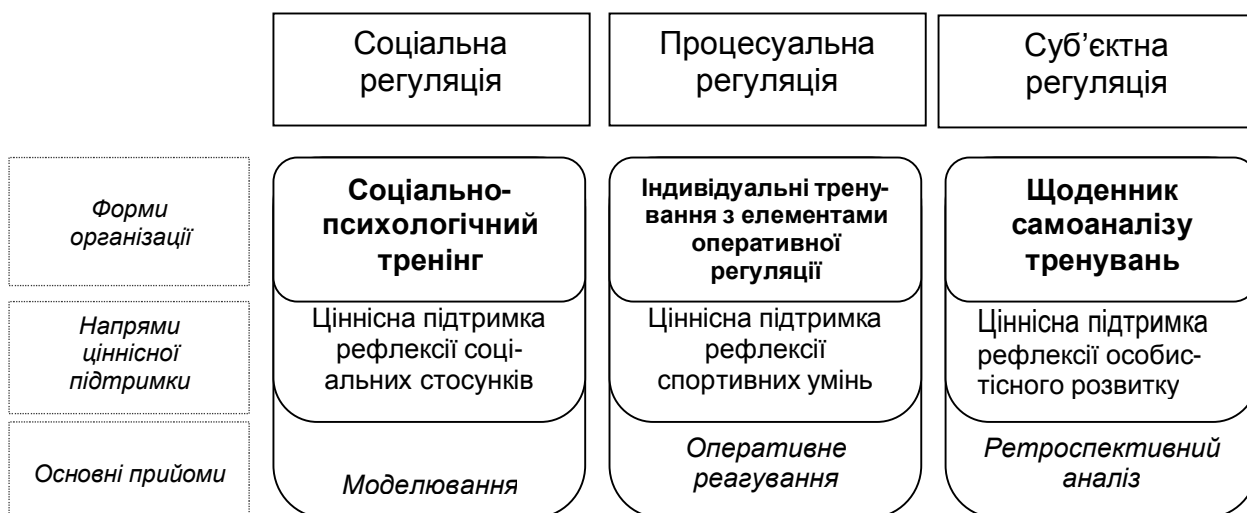 Соціальна
регуляція
Процесуальна
регуляція
Суб’єктна
регуляція
Форми
організації
Соціально-
психологічний
тренінг
Індивідуальні трену-
вання з елементами
оперативної
регуляції
Щоденник
самоаналізу
тренувань
Напрями
ціннісної
підтримки
Ціннісна підтримка
рефлексії соці-
альних стосунків
Ціннісна підтримка
рефлексії
спортивних умінь
Ціннісна підтримка
рефлексії особис-
тісного розвитку
Основні прийоми
Моделювання
Оперативне
реагування
Ретроспективний
аналіз